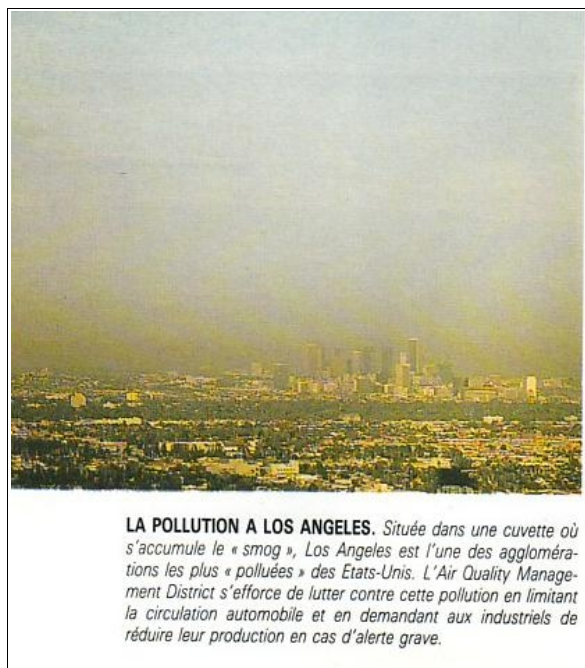 LA POLLUTION A LOS ANGELES. Située dans une cuvette où
s'accumule le « smog », Los Angeles est l'une des aggloméra-
tions les plus « polluées » des Etats-Unis. L'Air Quality Manage-
ment District s'efforce de lutter contre cette pollution en limitant
la circulation automobile et en demandant aux industriels de
réduire leur production en cas d'alerte grave.